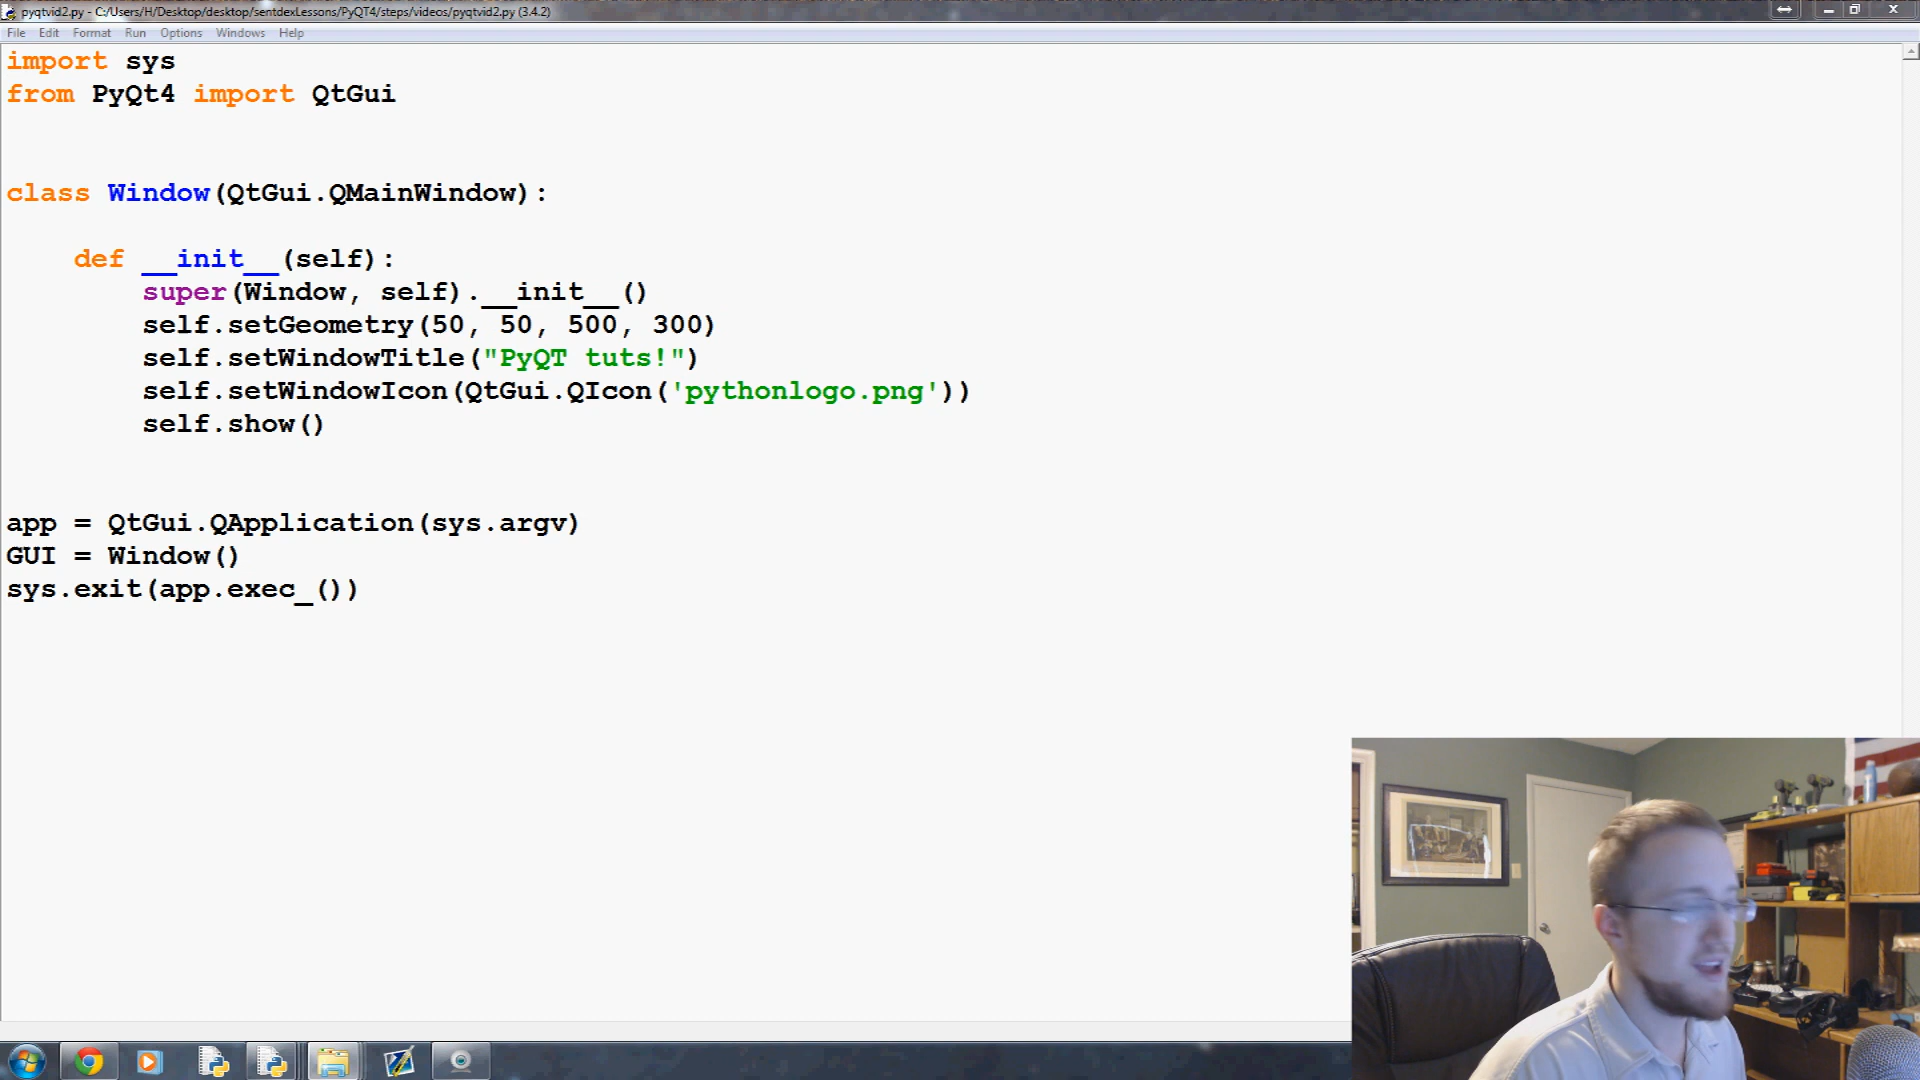 pyqtvid2.py - C:/Users/H/Desktop/desktop/sentdexLessons/PyQT4/steps/videos/pyqtvid2.py (3.4.2)
File Edit Format Run Options Windows Help
import sys
from PyQt4 import QtGui
class Window(QtGui.QMainWindow):
    def __init__(self):
        super(Window, self).__init__()
        self.setGeometry(50, 50, 500, 300)
        self.setWindowTitle("PyQT tuts!")
        self.setWindowIcon(QtGui.QIcon('pythonlogo.png'))
        self.show()
app = QtGui.QApplication(sys.argv)
GUI = Window()
sys.exit(app.exec_())